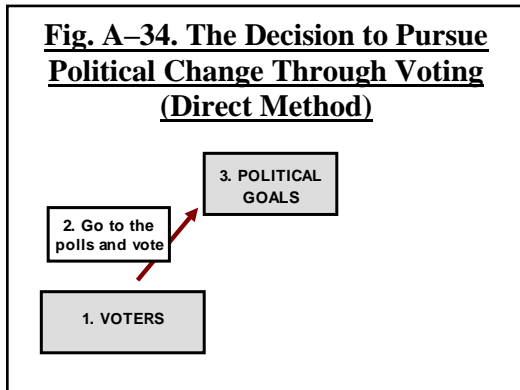 Fig. A–34. The Decision to Pursue
Political Change Through Voting
(Direct Method)
3. POLITICAL
GOALS
2. Go to the
polls and vote
1. VOTERS